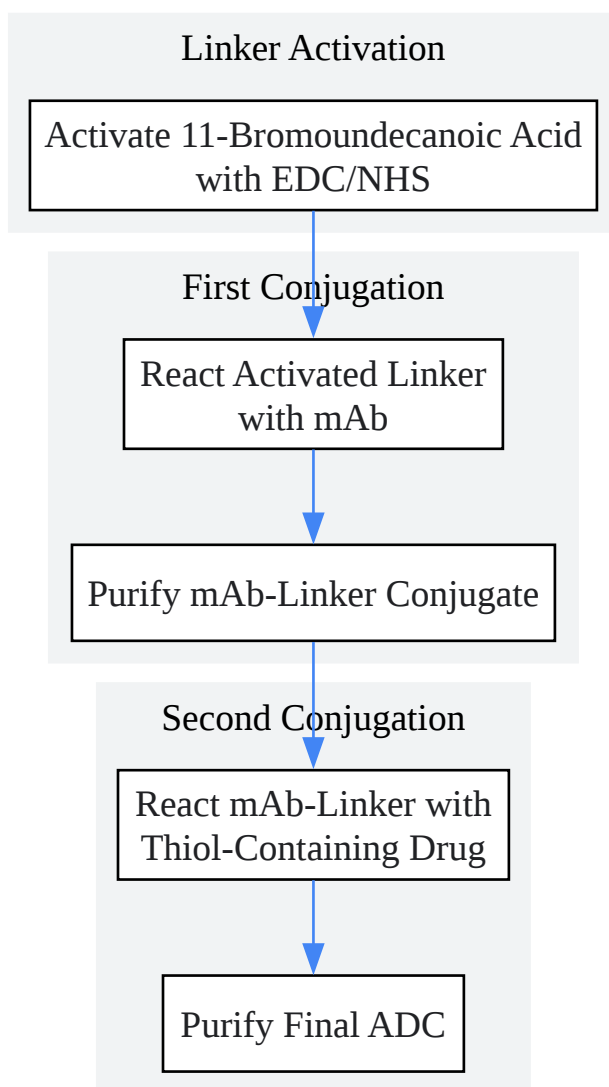 Linker Activation
Activate 11-Bromoundecanoic Acid
with EDC/NHS
First Conjugation
React Activated Linker
with mAb
Purify mAb-Linker Conjugate
Second Conjugation
React mAb-Linker with
Thiol-Containing Drug
Purify Final ADC